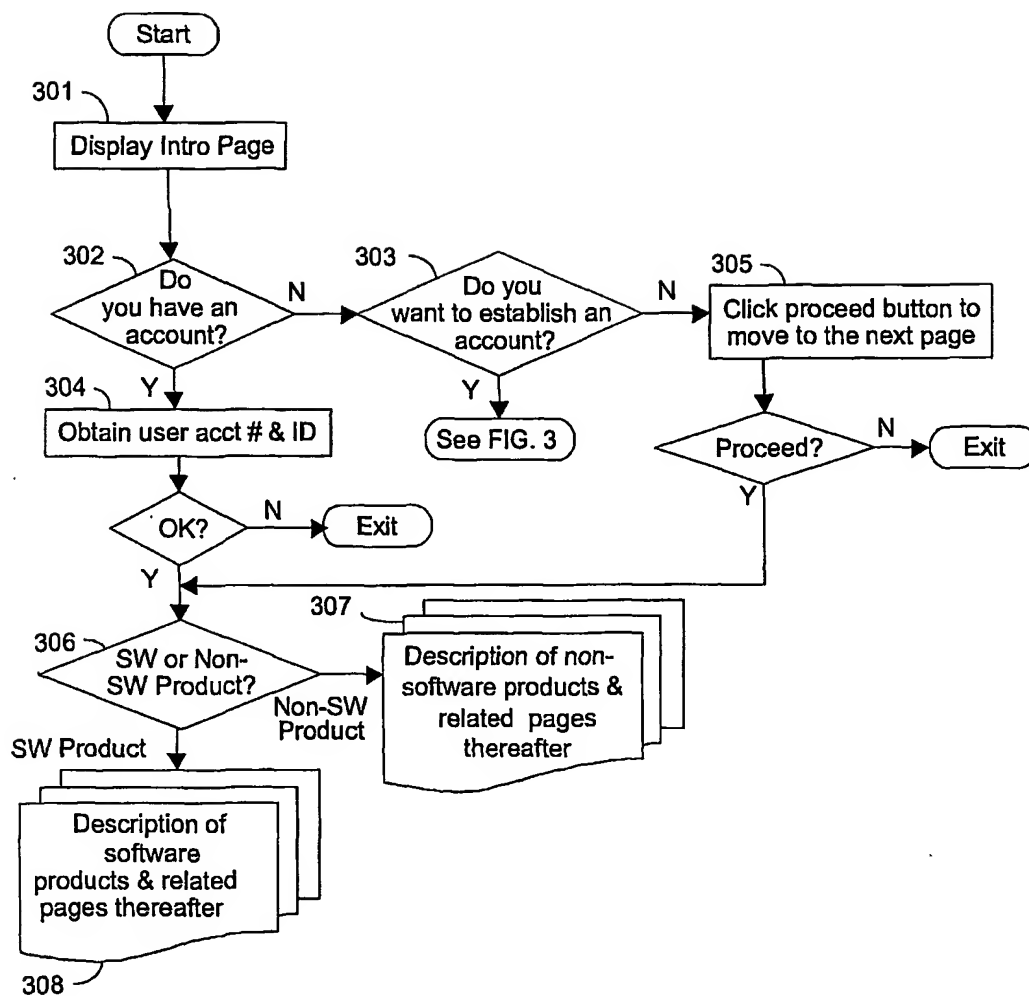 Start
301
Display Intro Page
302
Do
you have an
account?
N
303
Do you
want to establish an
account?
N
305
Click proceed button to
move to the next page
Y
304
Obtain user acct # & ID
Y
See FIG. 3
Proceed?
N
Exit
Y
OK?
N
Exit
Y
306
SW or Non-
SW Product?
Non-SW
Product
307
Description of non-
software products &
related pages
thereafter
SW Product
Description of
software
products & related
pages thereafter
308